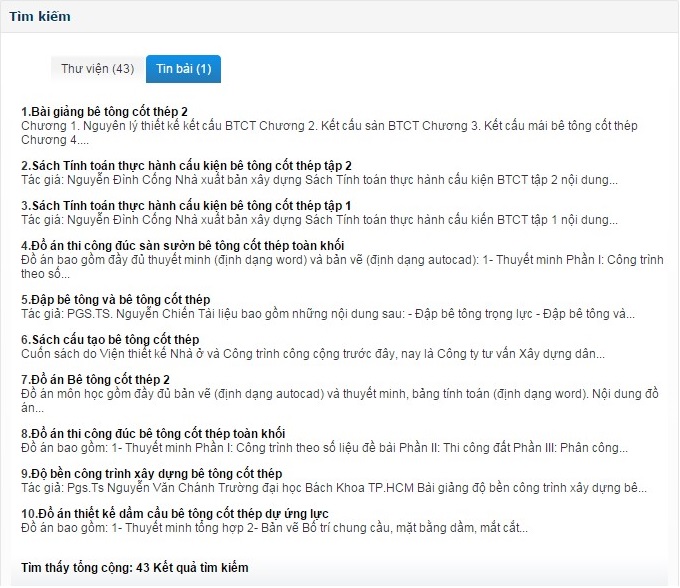 Tìm kiếm
Thư viện (43) Tin bài (1)
1.Bài giảng bê tông cốt thép 2
Chương 1. Nguyên lý thiết kế kết cấu BTCT Chương 2. Kết cấu sàn BTCT Chương 3. Kết cấu mái bê tông cốt thép
Chương 4....
2.Sách Tính toán thực hành cấu kiện bê tông cốt thép tập 2
Tác giả: Nguyễn Đình Cống Nhà xuất bản xây dựng Sách Tính toán thực hành cấu kiện BTCT tập 2 nội dung...
3.Sách Tính toán thực hành cấu kiện bê tông cốt thép tập 1
Tác giả: Nguyễn Đình Cống Nhà xuất bản xây dựng Sách Tính toán thực hành cấu kiến BTCT tập 1 nội dung...
4.Đồ án thi công đúc sàn sườn bê tông cốt thép toàn khối
Đồ án bao gồm đầy đủ thuyết minh (định dạng word) và bản vẽ (định dạng autocad): 1- Thuyết minh Phần I: Công trình
theo số...
5.Đập bê tông và bê tông cốt thép
Tác giả: PGS.TS. Nguyễn Chiến Tài liệu bao gồm những nội dung sau: - Đập bê tông trọng lực - Đập bê tông và...
6.Sách cấu tạo bê tông cốt thép
Cuốn sách do Viện thiết kế Nhà ở và Công trình công cộng trước đây, nay là Công ty tư vấn Xây dựng dân...
7.Đồ án Bê tông cốt thép 2
Đồ án môn học gồm đầy đủ bản vẽ (định dạng autocad) và thuyết minh, bảng tính toán (định dạng word). Nội dung đồ
án...
8.Đồ án thi công đúc bê tông cốt thép toàn khối
Đồ án bao gồm: 1- Thuyết minh Phần I: Công trình theo số liệu đề bài Phần II: Thi công đất Phần III: Phân công...
9.Độ bền công trình xây dựng bê tông cốt thép
Tác giả: Pgs.Ts Nguyễn Văn Chánh Trường đại học Bách Khoa TP.HCM Bài giảng độ bền công trình xây dựng bê...
10.Đồ án thiết kế dầm cầu bê tông cốt thép dự ứng lực
Đồ án bao gồm: 1- Thuyết minh tổng hợp 2- Bản vẽ Bố trí chung cầu, mặt bằng dầm, mắt cắt...
Tìm thấy tổng cộng: 43 Kết quả tìm kiếm